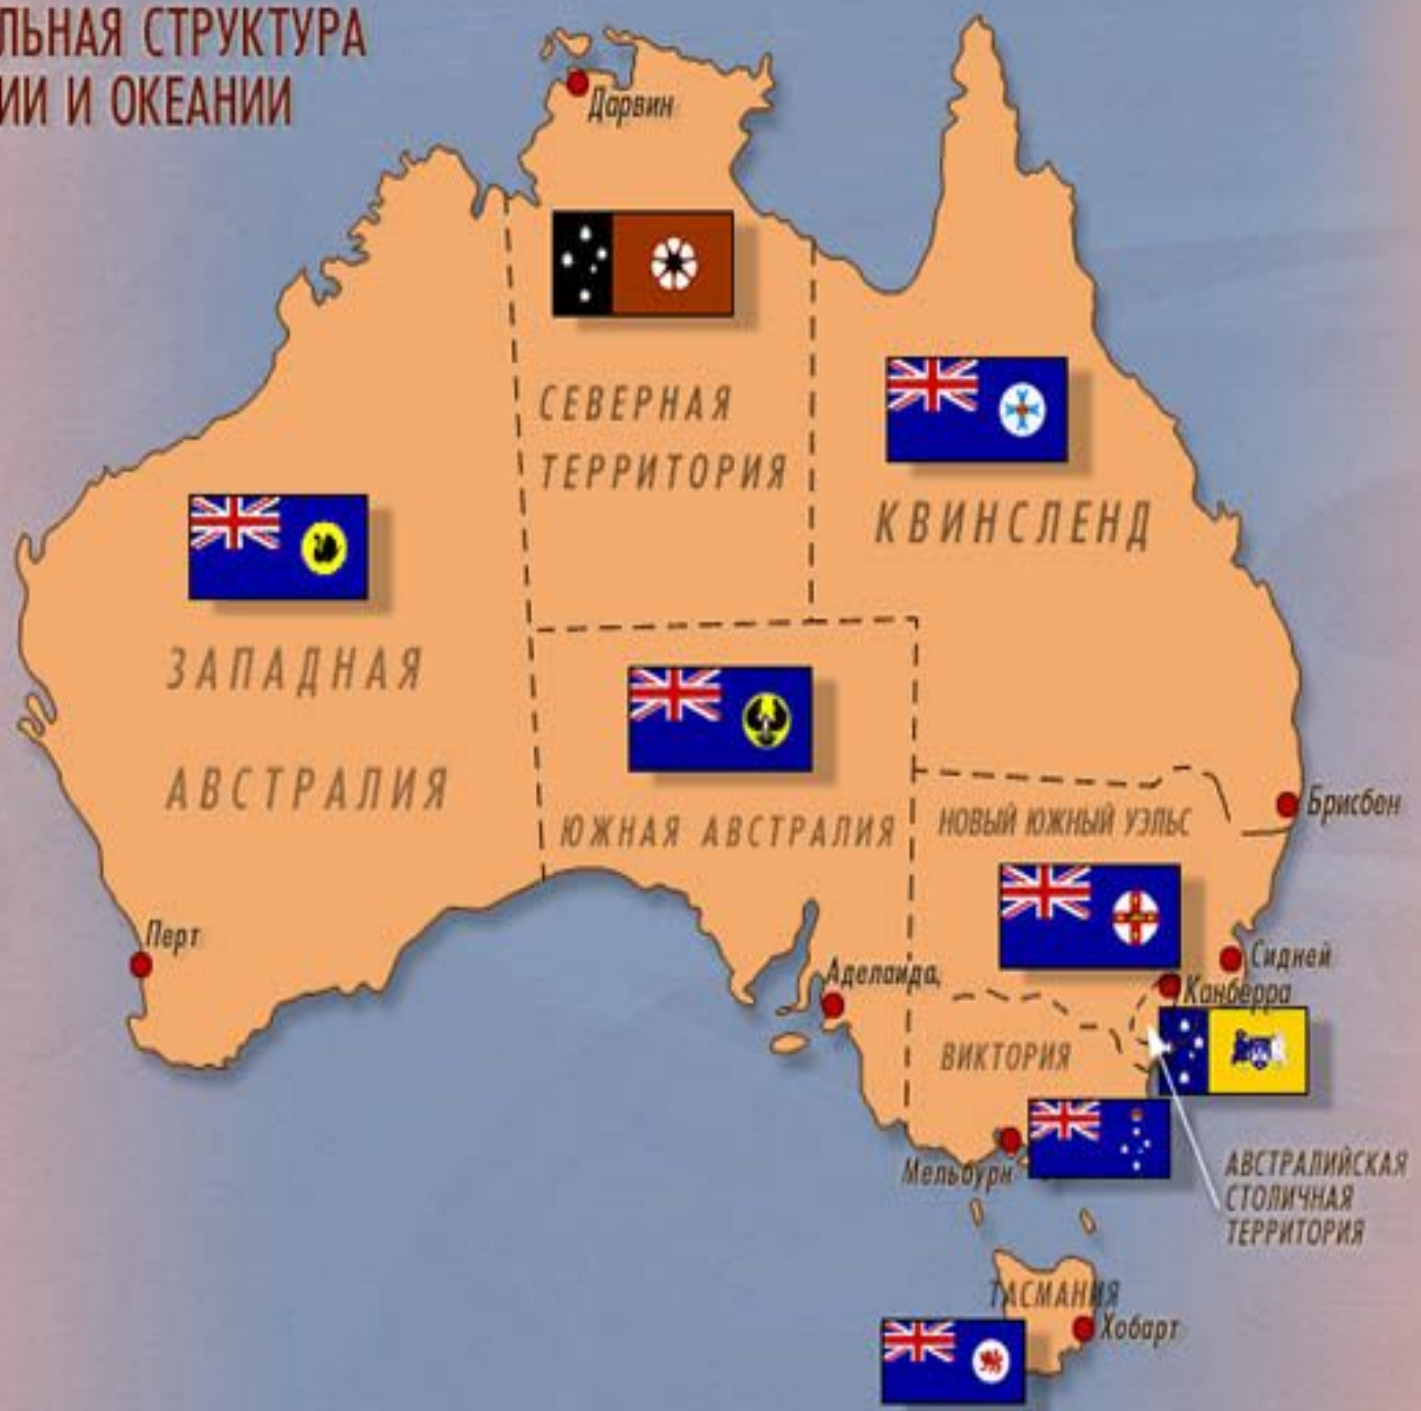 ЛЬНАЯ СТРУКТУРА
ИИ И ОКЕАНИИ
Дарвин
СЕВЕРНАЯ
ТЕРРИТОРИЯ
КВИНСЛЕНД
ЗАПАДНАЯ
АВСТРАЛИЯ
ЮЖНАЯ АВСТРАЛИЯ
НОВЫЙ ЮЖНЫЙ УЭЛЬС
Брисбен
Перт
Аделаида
Сидней
Канберра
ВИКТОРИЯ
Мельбурн
АВСТРАЛИЙСКАЯ
СТОЛИЧНАЯ
ТЕРРИТОРИЯ
ТАСМАНИЯ
Хобарт